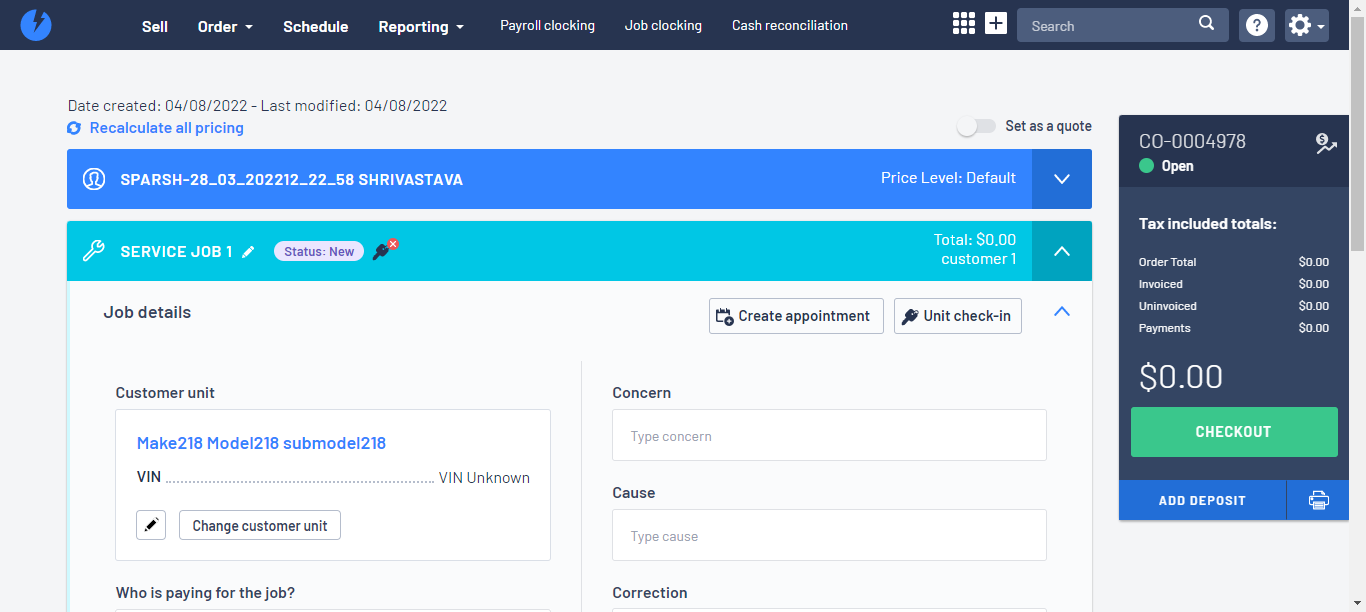 Sell Order Schedule Reporting Payroll clocking Job clocking Cash reconciliation Search
Date created: 04/08/2022 - Last modified: 04/08/2022
Recalculate all pricing
Set as a quote
SPARSH-28_03_202212_22_58 SHRIVASTAVA
Price Level: Default
SERVICE JOB 1
Status: New
Total: $0.00
customer 1
Job details
Create appointment
Unit check-in
Customer unit
Make218 Model218 submodel218
VIN VIN Unknown
Change customer unit
Who is paying for the job?
Concern
Type concern
Cause
Type cause
Correction
CO-0004978
Open
Tax included totals:
Order Total $0.00
Invoiced $0.00
Uninvoiced $0.00
Payments $0.00
$0.00
CHECKOUT
ADD DEPOSIT